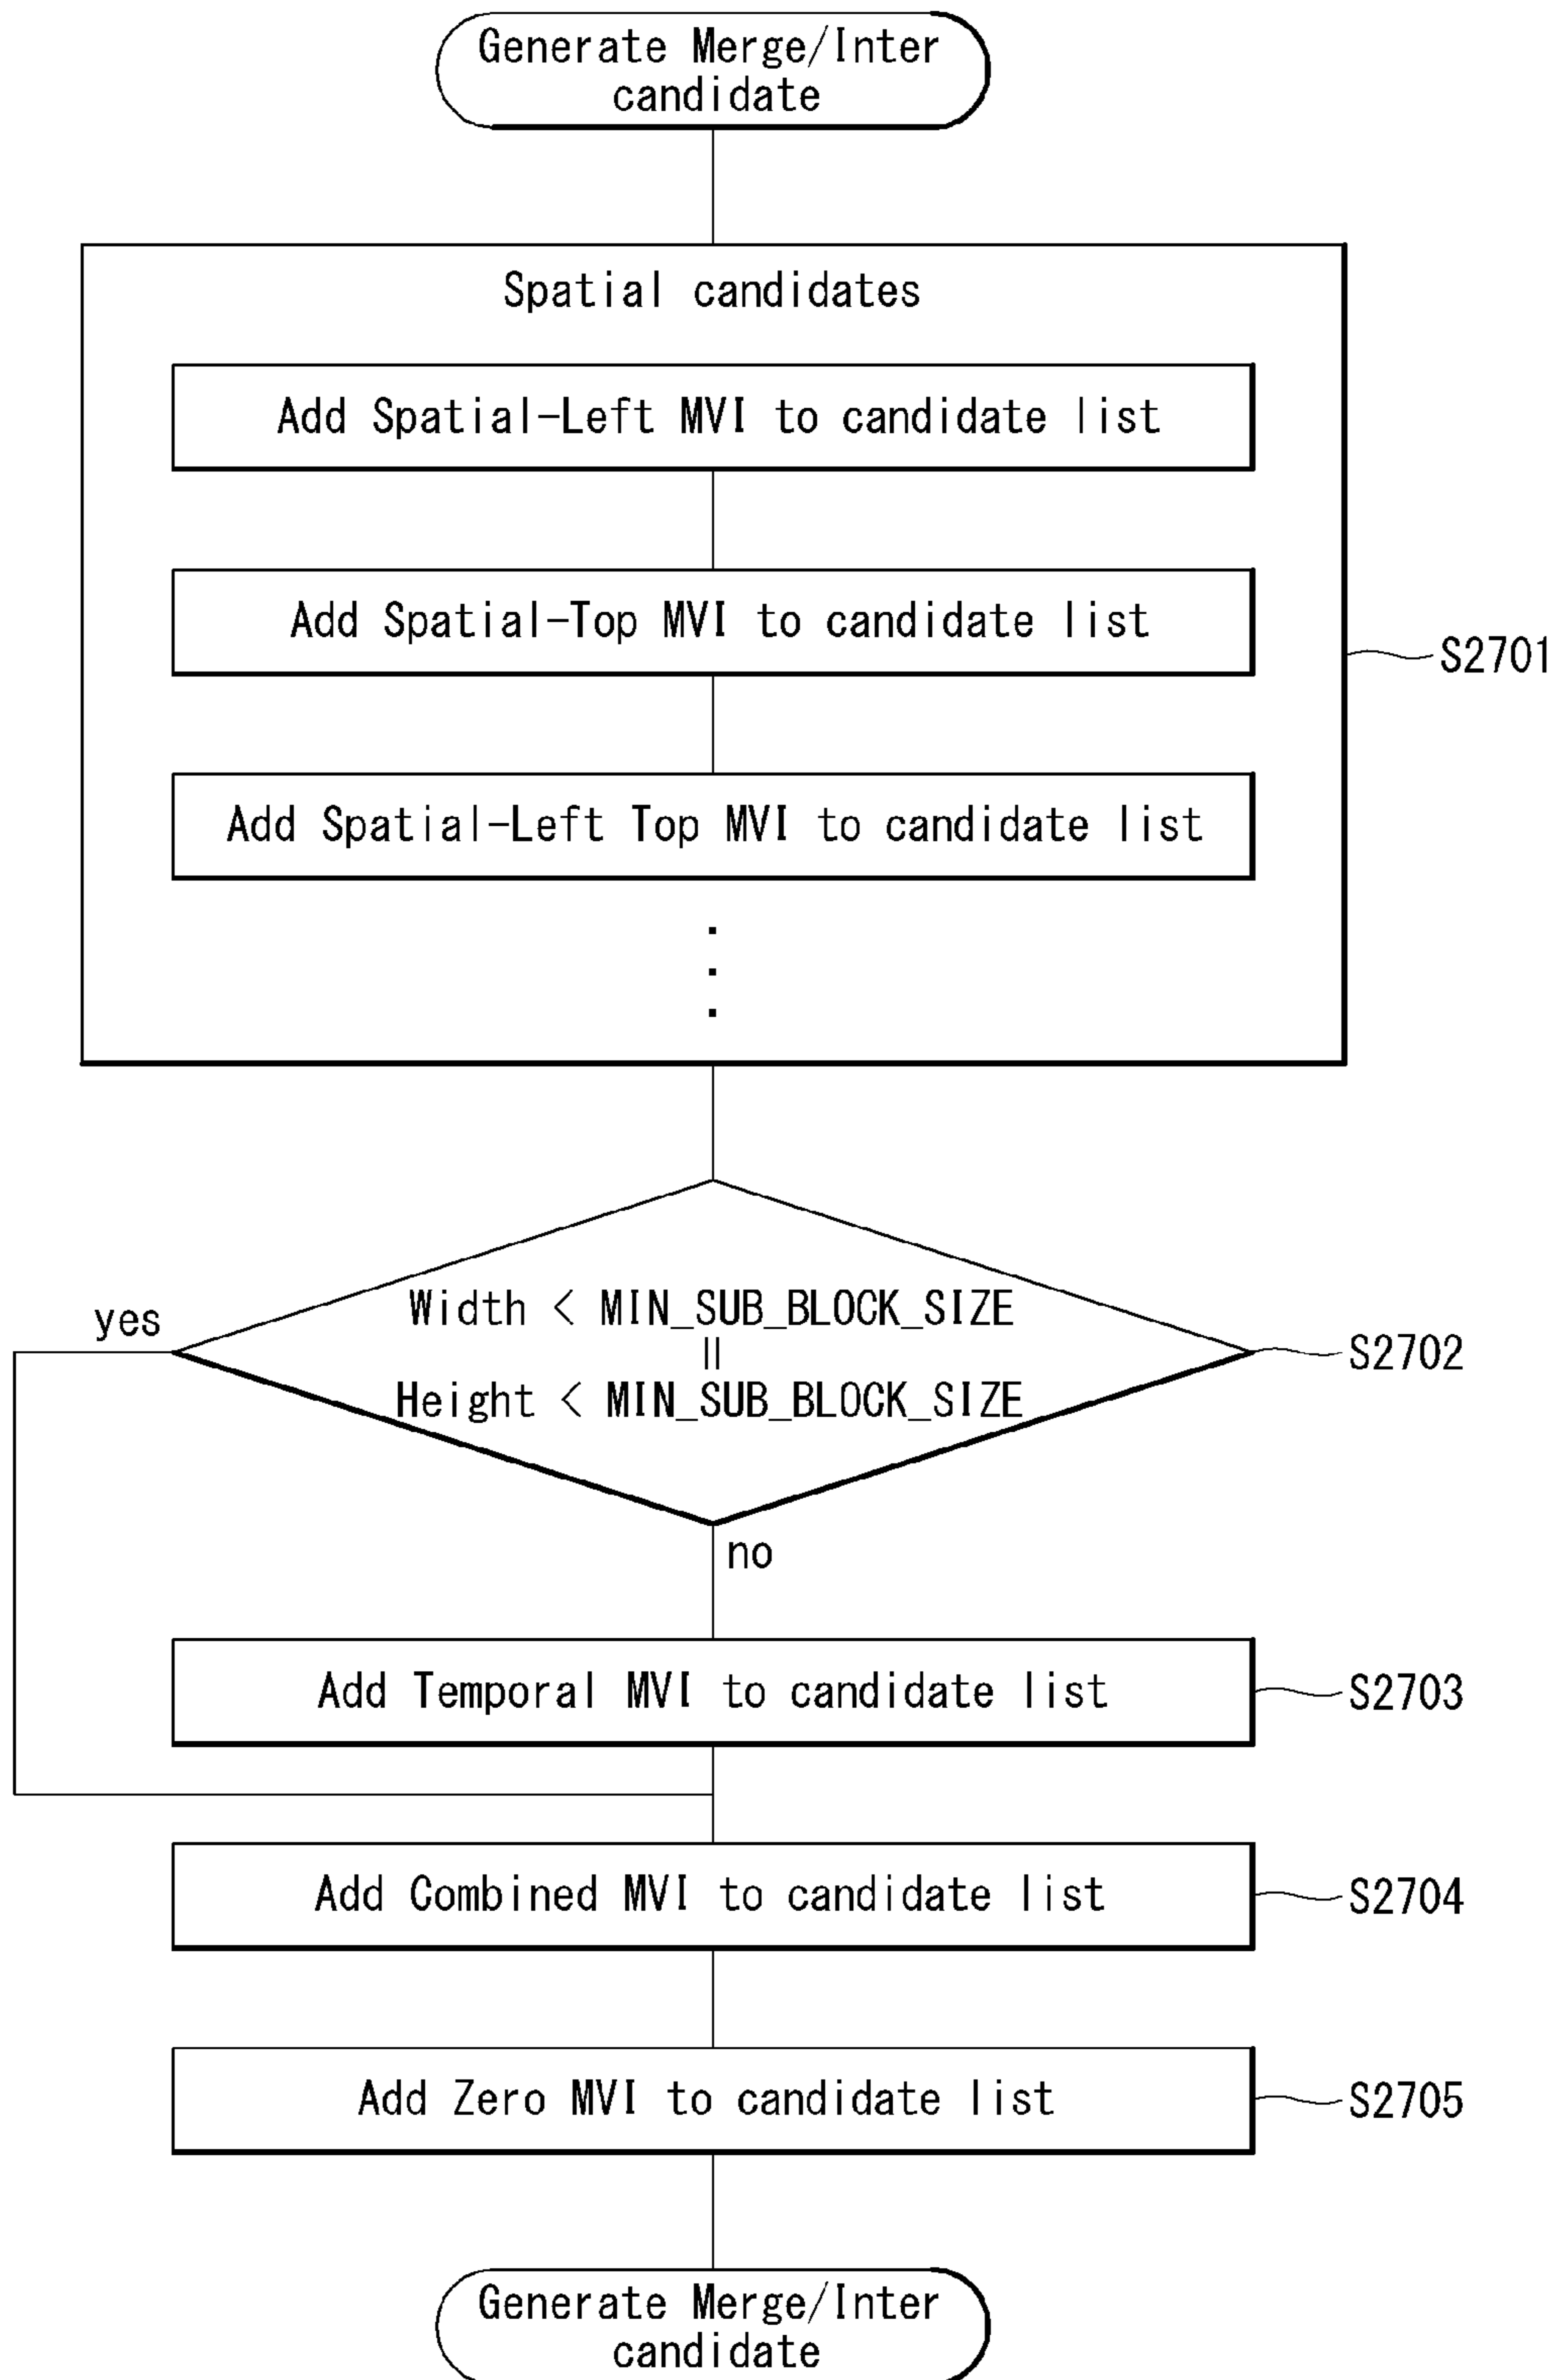 Generate Merge/Inter
candidate
Spatial candidates
Add Spatial-Left MVI to candidate list
Add Spatial-Top MVI to candidate list
S2701
Add Spatial-Left Top MVI to candidate list
yes
Width < MIN_SUB_BLOCK_SIZE
||
S2702
Height < MIN_SUB_BLOCK_SIZE
no
Add Temporal MVI to candidate list
S2703
Add Combined MVI to candidate list
S2704
Add Zero MVI to candidate list
S2705
Generate Merge/Inter
candidate